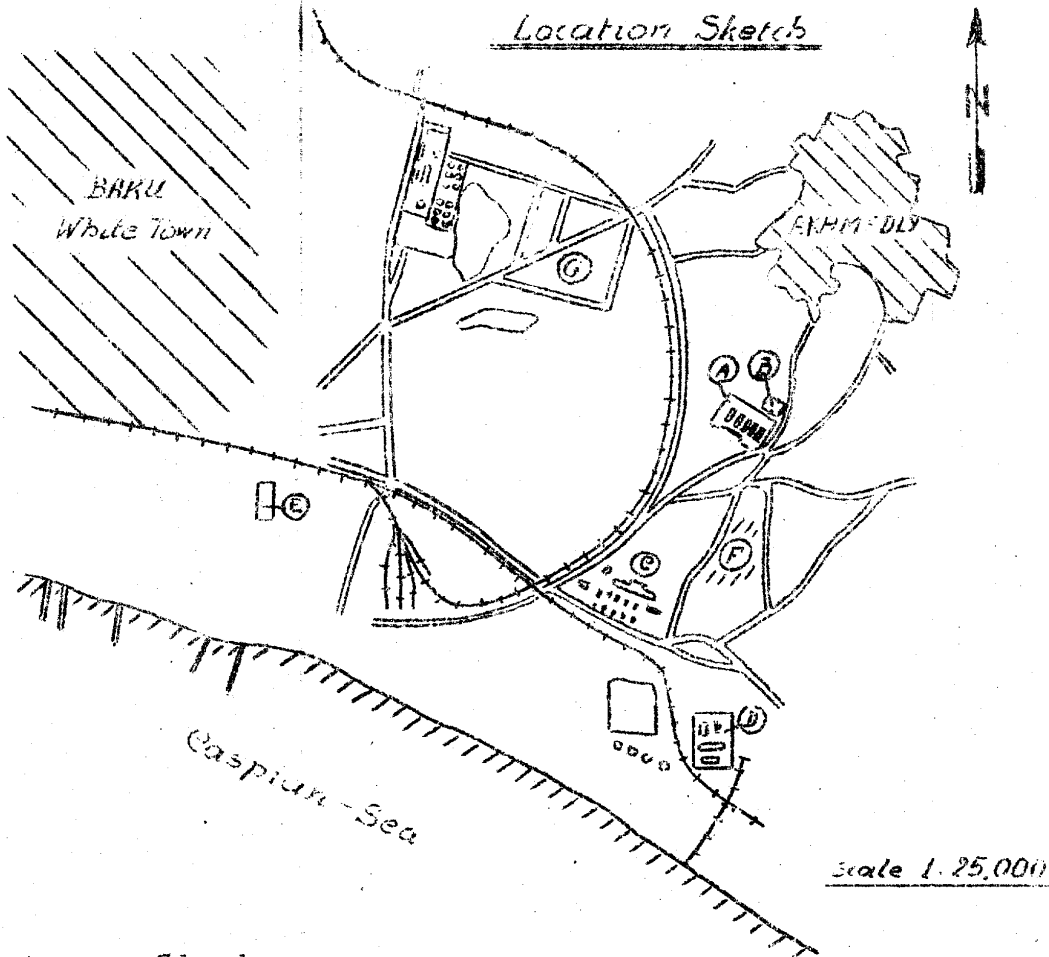 Location Sketch
N
BAKU
White Town
G
A
B
E
C
F
D
Caspian-Sea
Scale 1:25,000